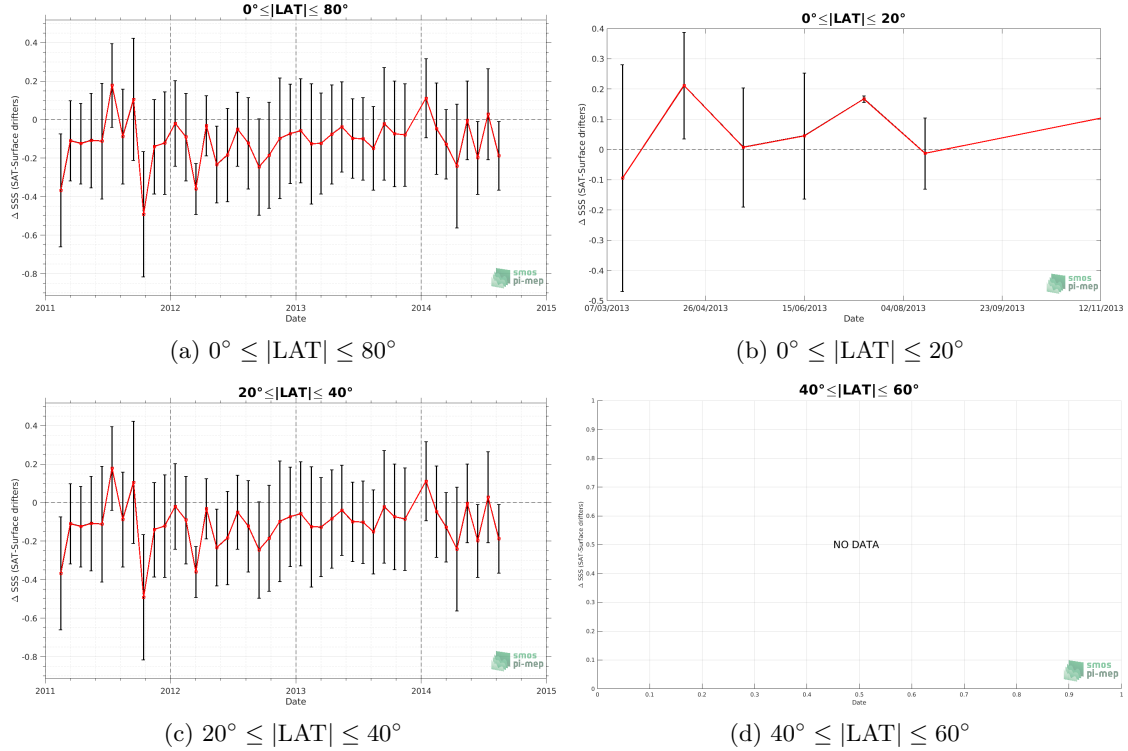 0°≤|LAT|≤ 80°
Δ SSS (SAT-Surface drifters)
0.4
0.2
0
-0.2
-0.4
-0.6
-0.8
2011 2012 2013 2014 2015
Date
smos
pi-mep
(a) 0° ≤ |LAT| ≤ 80°
0°≤|LAT|≤ 20°
Δ SSS (SAT-Surface drifters)
0.4
0.3
0.2
0.1
0
-0.1
-0.2
-0.3
-0.4
-0.5
07/03/2013 26/04/2013 15/06/2013 04/08/2013 23/09/2013 12/11/2013
Date
smos
pi-mep
(b) 0° ≤ |LAT| ≤ 20°
20°≤|LAT|≤ 40°
Δ SSS (SAT-Surface drifters)
0.4
0.2
0
-0.2
-0.4
-0.6
-0.8
2011 2012 2013 2014 2015
Date
smos
pi-mep
(c) 20° ≤ |LAT| ≤ 40°
40°≤|LAT|≤ 60°
Δ SSS (SAT-Surface drifters)
1
0.9
0.8
0.7
0.6
0.5
0.4
0.3
0.2
0.1
0
NO DATA
0 0.1 0.2 0.3 0.4 0.5 0.6 0.7 0.8 0.9 1
Date
smos
pi-mep
(d) 40° ≤ |LAT| ≤ 60°